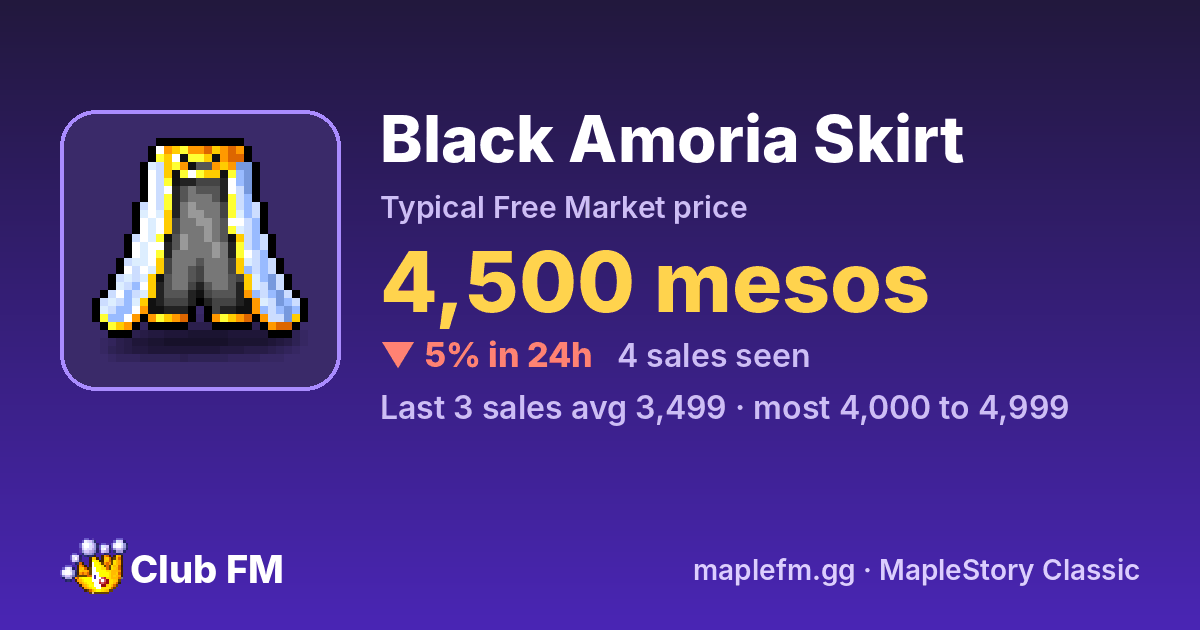 Black Amoria Skirt
Typical Free Market price
4,500 mesos
▼ 5% in 24h 4 sales seen
Last 3 sales avg 3,499 · most 4,000 to 4,999
Club FM
maplefm.gg · MapleStory Classic